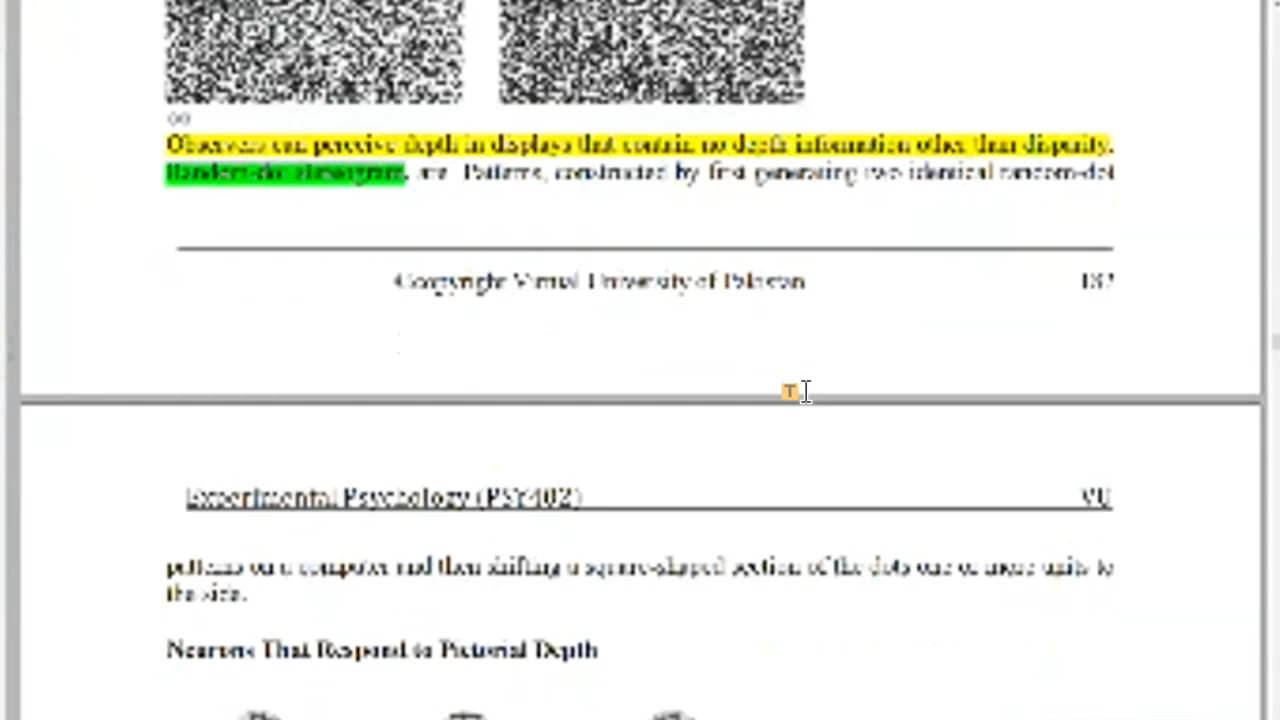 Observers can perceive depth in displays that contain no depth information other than disparity.
Random-dot stereogram, are Patterns, constructed by first generating two identical random-dot
©copyright Virtual University of Pakistan 187
T
Experimental Psychology (PSY402) VU
patterns on a computer and then shifting a square-shaped section of the dots one or more units to
the side.
Neurons That Respond to Pictorial Depth